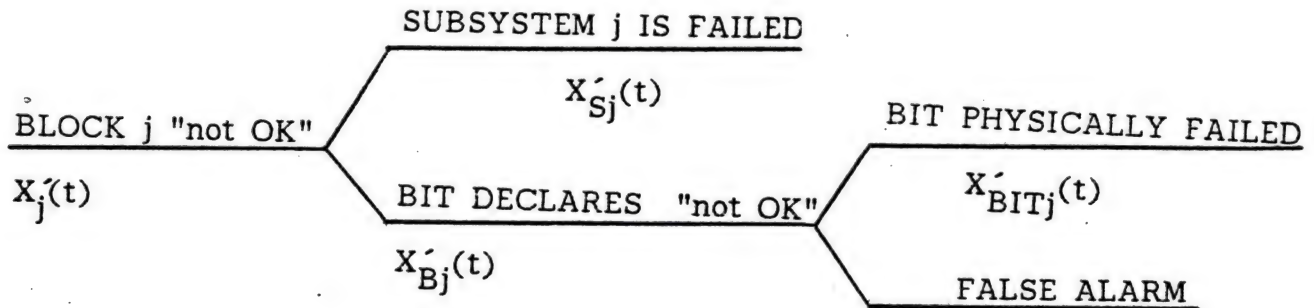 SUBSYSTEM j IS FAILED
X′Sj(t)
BLOCK j "not OK"
X′j(t)
BIT DECLARES "not OK"
X′Bj(t)
BIT PHYSICALLY FAILED
X′BITj(t)
FALSE ALARM